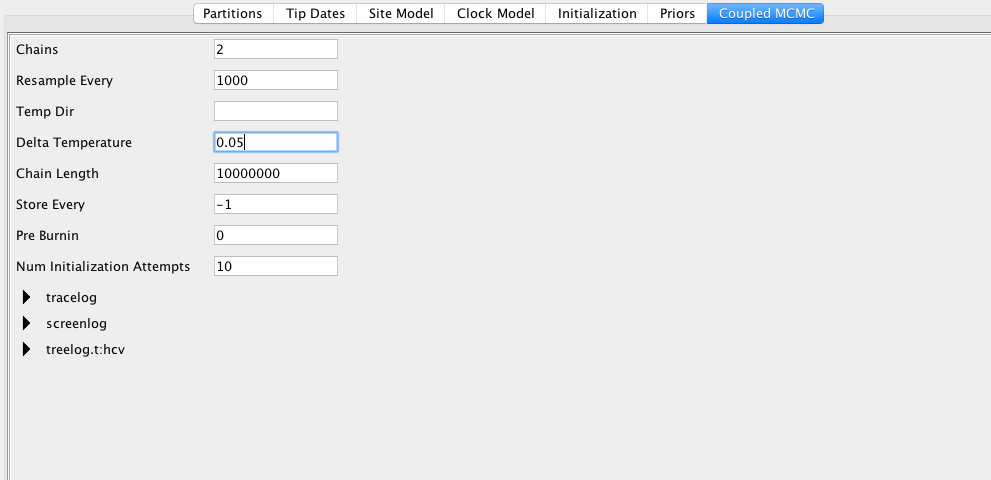 Partitions Tip Dates Site Model Clock Model Initialization Priors Coupled MCMC
Chains 2
Resample Every 1000
Temp Dir
Delta Temperature 0.05
Chain Length 10000000
Store Every -1
Pre Burnin 0
Num Initialization Attempts 10
tracelog
screenlog
treelog.t:hcv